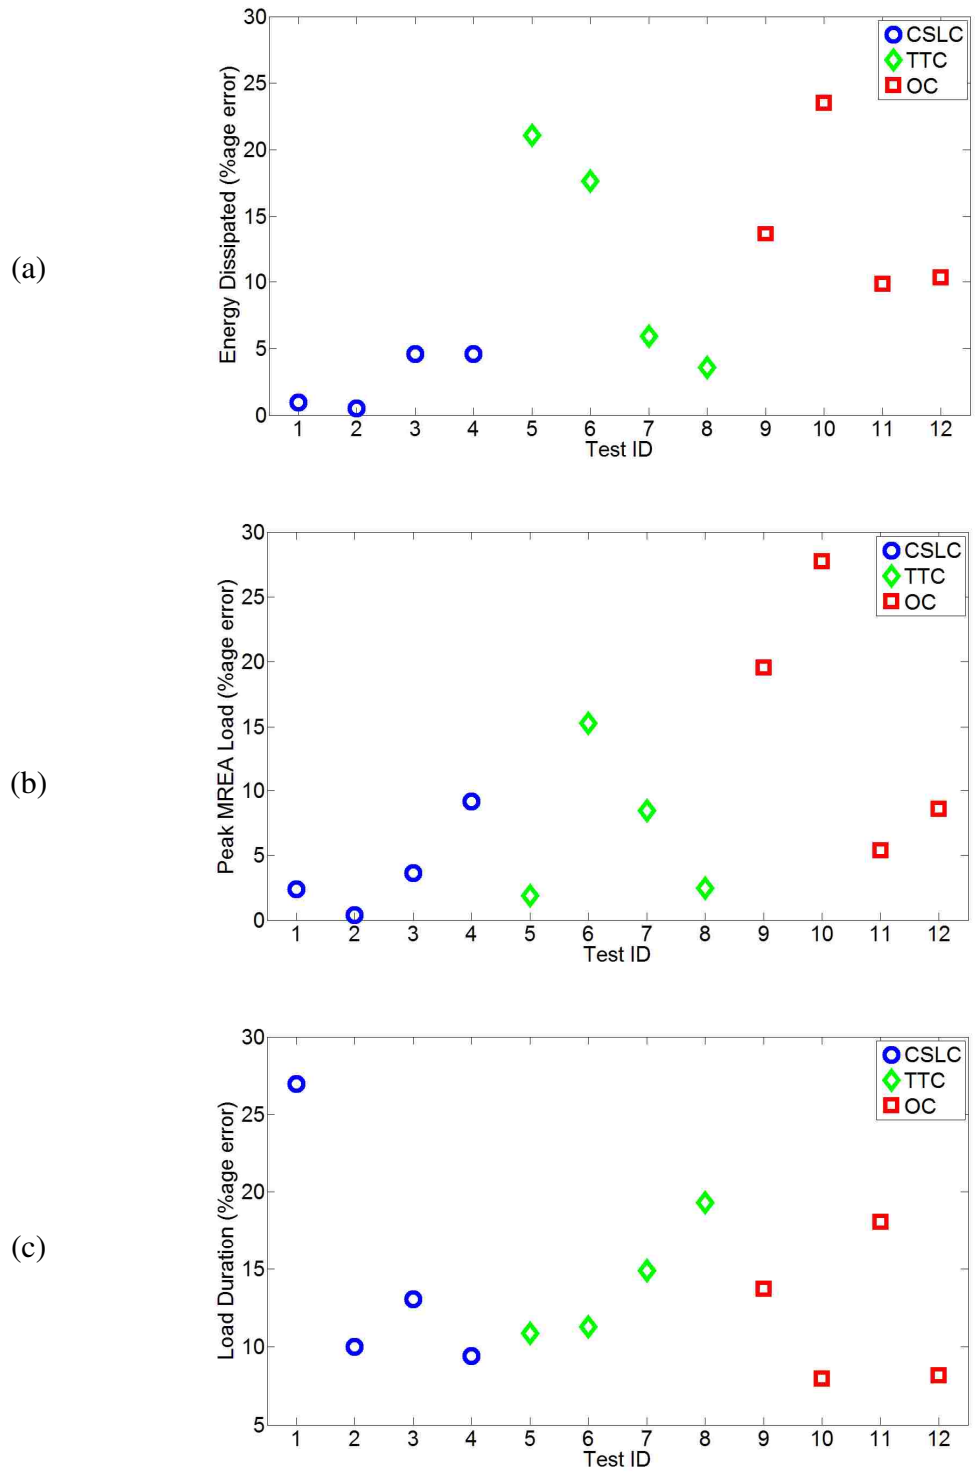 (a)
Energy Dissipated (%age error)
30
25
20
15
10
5
0
CSLC
TTC
OC
1 2 3 4 5 6 7 8 9 10 11 12
Test ID
(b)
Peak MREA Load (%age error)
30
25
20
15
10
5
0
CSLC
TTC
OC
1 2 3 4 5 6 7 8 9 10 11 12
Test ID
(c)
Load Duration (%age error)
30
25
20
15
10
5
CSLC
TTC
OC
1 2 3 4 5 6 7 8 9 10 11 12
Test ID